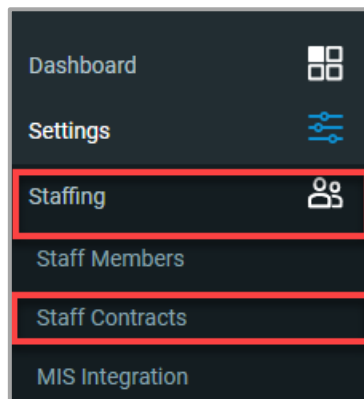 Dashboard
Settings
Staffing
Staff Members
Staff Contracts
MIS Integration